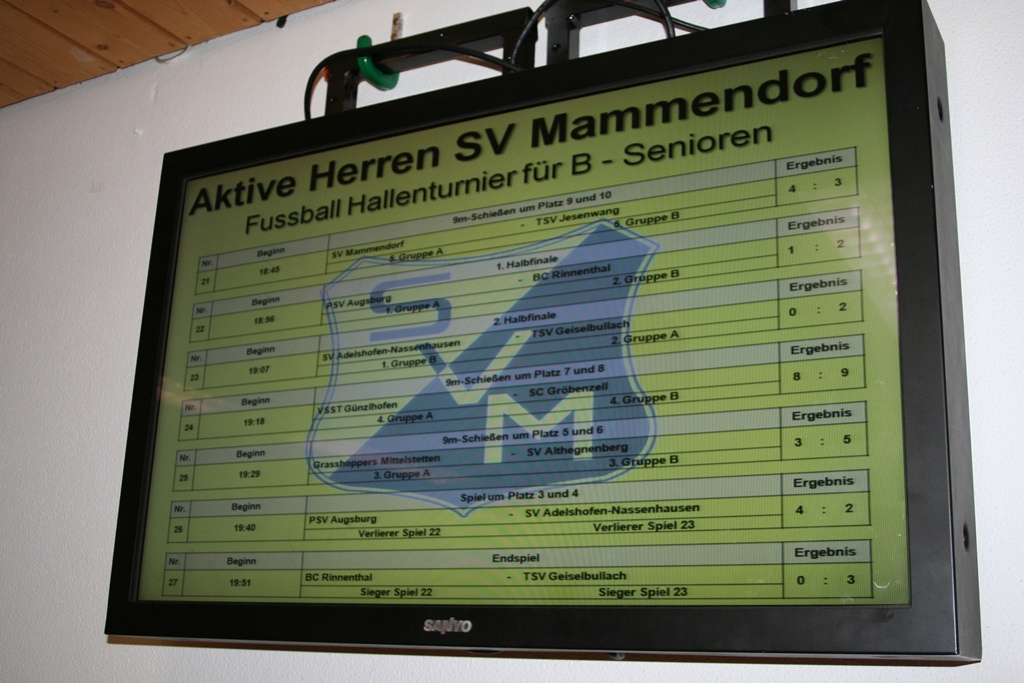 Aktive Herren SV Mammendorf
Fussball Hallenturnier für B - Senioren
Nr. Beginn 9m-Schießen um Platz 9 und 10 Ergebnis
21 18:45 SV Mammendorf - TSV Jesenwang 4 : 3
5. Gruppe A 5. Gruppe B
Nr. Beginn 1. Halbfinale Ergebnis
22 18:56 PSV Augsburg - BC Rinnenthal 1 : 2
1. Gruppe A 2. Gruppe B
Nr. Beginn 2. Halbfinale Ergebnis
23 19:07 SV Adelshofen-Nassenhausen - TSV Geiselbullach 0 : 2
1. Gruppe B 2. Gruppe A
Nr. Beginn 9m-Schießen um Platz 7 und 8 Ergebnis
24 19:18 VSST Günzlhofen - SC Gröbenzell 8 : 9
4. Gruppe A 4. Gruppe B
Nr. Beginn 9m-Schießen um Platz 5 und 6 Ergebnis
25 19:29 Grasshoppers Mittelstetten - SV Althegnenberg 3 : 5
3. Gruppe A 3. Gruppe B
Nr. Beginn Spiel um Platz 3 und 4 Ergebnis
26 19:40 PSV Augsburg - SV Adelshofen-Nassenhausen 4 : 2
Verlierer Spiel 22 Verlierer Spiel 23
Nr. Beginn Endspiel Ergebnis
27 19:51 BC Rinnenthal - TSV Geiselbullach 0 : 3
Sieger Spiel 22 Sieger Spiel 23
S
V
M
SANYO